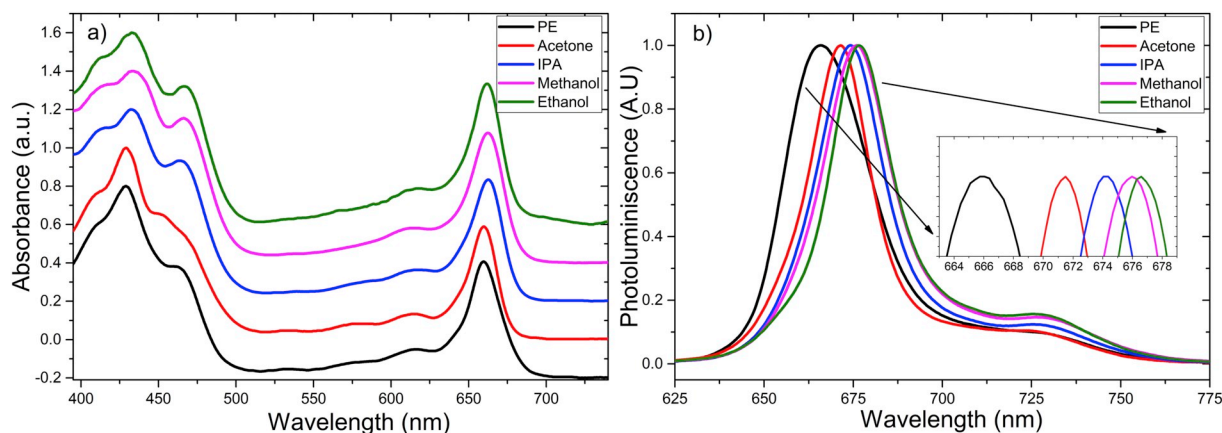 a)
PE
Acetone
IPA
Methanol
Ethanol
1.6
1.4
1.2
1.0
0.8
0.6
0.4
0.2
0.0
-0.2
Absorbance (a.u.)
400 450 500 550 600 650 700
Wavelength (nm)
b)
PE
Acetone
IPA
Methanol
Ethanol
1.0
0.8
0.6
0.4
0.2
0.0
Photoluminiscence (A.U)
664 666 668 670 672 674 676 678
625 650 675 700 725 750 775
Wavelength (nm)